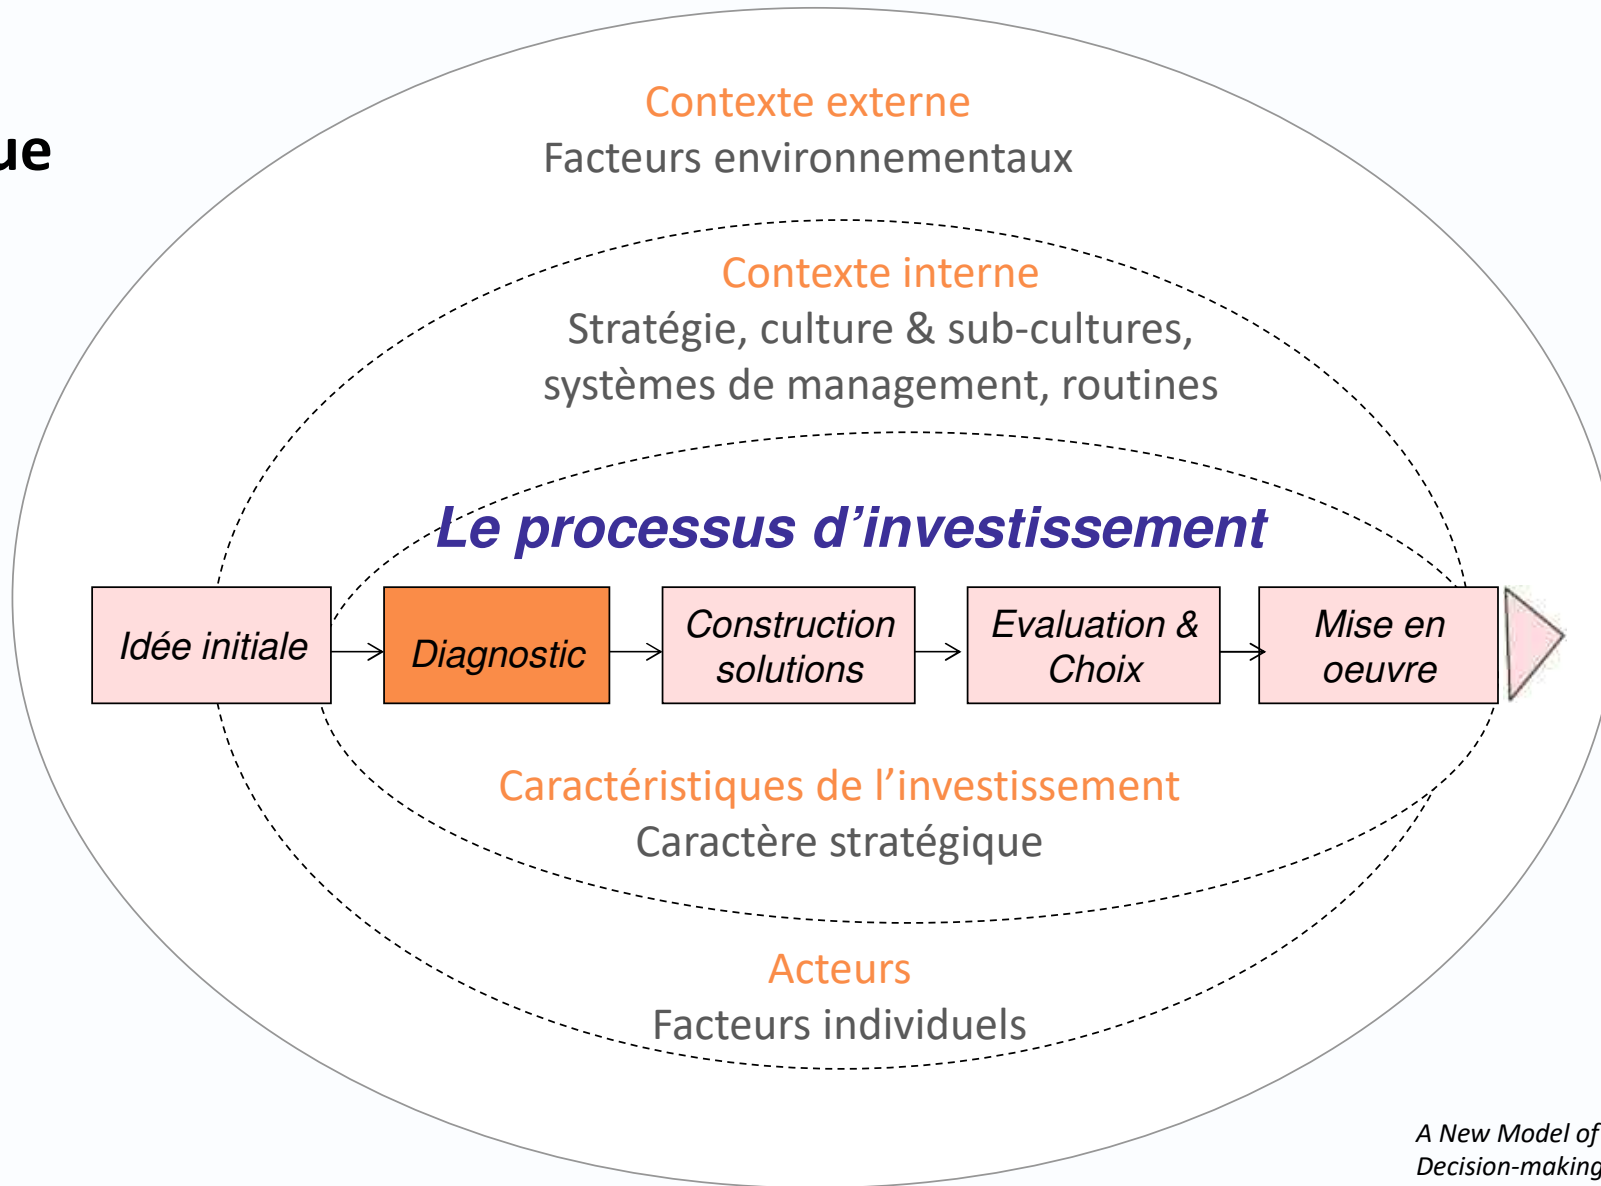 ue
Contexte externe
Facteurs environnementaux
Contexte interne
Stratégie, culture & sub-cultures,
systèmes de management, routines
Le processus d’investissement
Idée initiale
Diagnostic
Construction
solutions
Evaluation &
Choix
Mise en
oeuvre
Caractéristiques de l’investissement
Caractère stratégique
Acteurs
Facteurs individuels
A New Model of
Decision-making